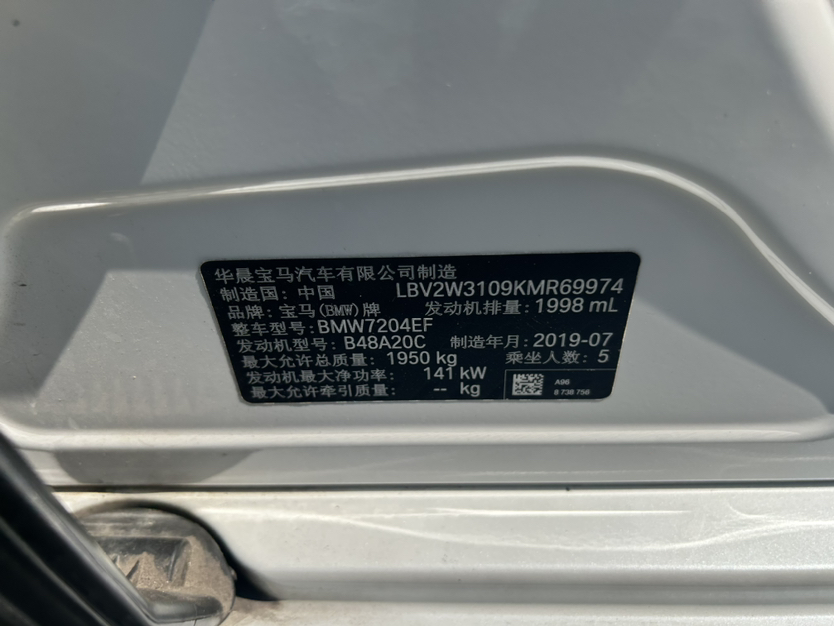 华晨宝马汽车有限公司制造
制造国: 中国 LBV2W3109KMR69974
品牌: 宝马(BMW)牌 发动机排量: 1998 mL
整车型号: BMW7204EF
发动机型号: B48A20C 制造年月: 2019-07
最大允许总质量: 1950 kg 乘坐人数: 5
发动机最大净功率: 141 kW
最大允许牵引质量: -- kg
A96
8 738 756